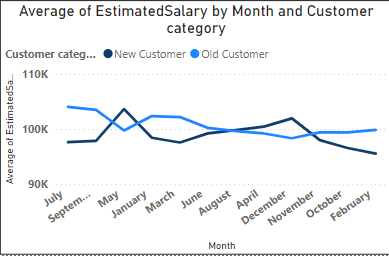 Average of EstimatedSalary by Month and Customer
category
Customer categ... New Customer Old Customer
110K
100K
90K
Average of EstimatedSa...
July Septem... May January March June August April December November October February
Month